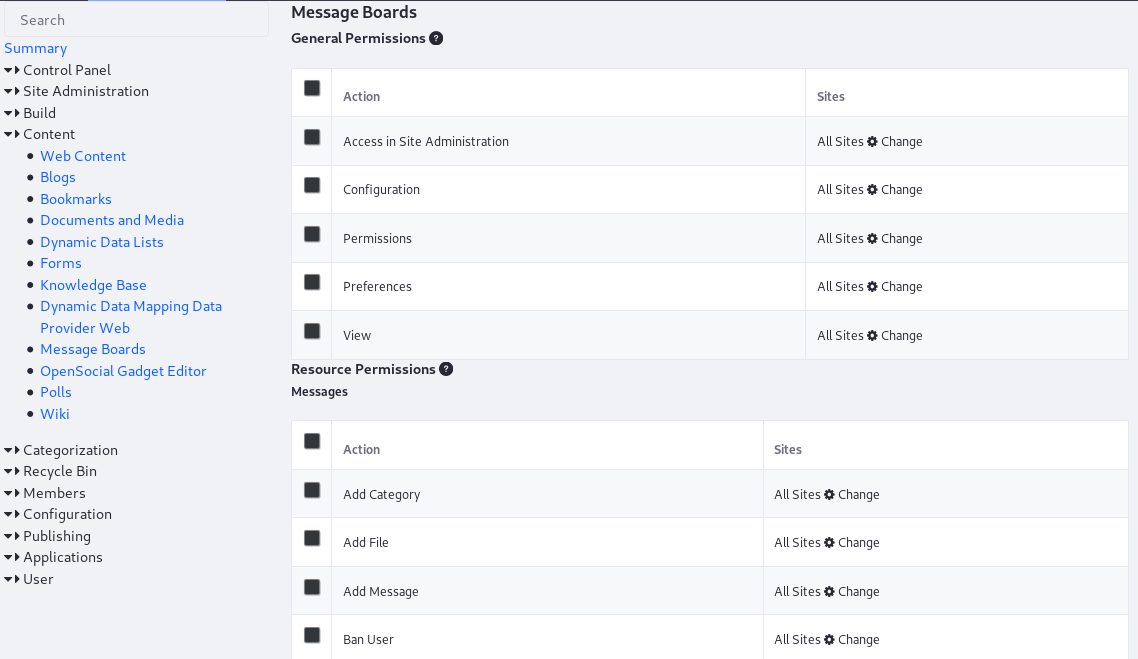 Search
Summary
Control Panel
Site Administration
Build
Content
Web Content
Blogs
Bookmarks
Documents and Media
Dynamic Data Lists
Forms
Knowledge Base
Dynamic Data Mapping Data
Provider Web
Message Boards
OpenSocial Gadget Editor
Polls
Wiki
Categorization
Recycle Bin
Members
Configuration
Publishing
Applications
User
Message Boards
General Permissions ?
Action Sites
Access in Site Administration All Sites Change
Configuration All Sites Change
Permissions All Sites Change
Preferences All Sites Change
View All Sites Change
Resource Permissions ?
Messages
Action Sites
Add Category All Sites Change
Add File All Sites Change
Add Message All Sites Change
Ban User All Sites Change